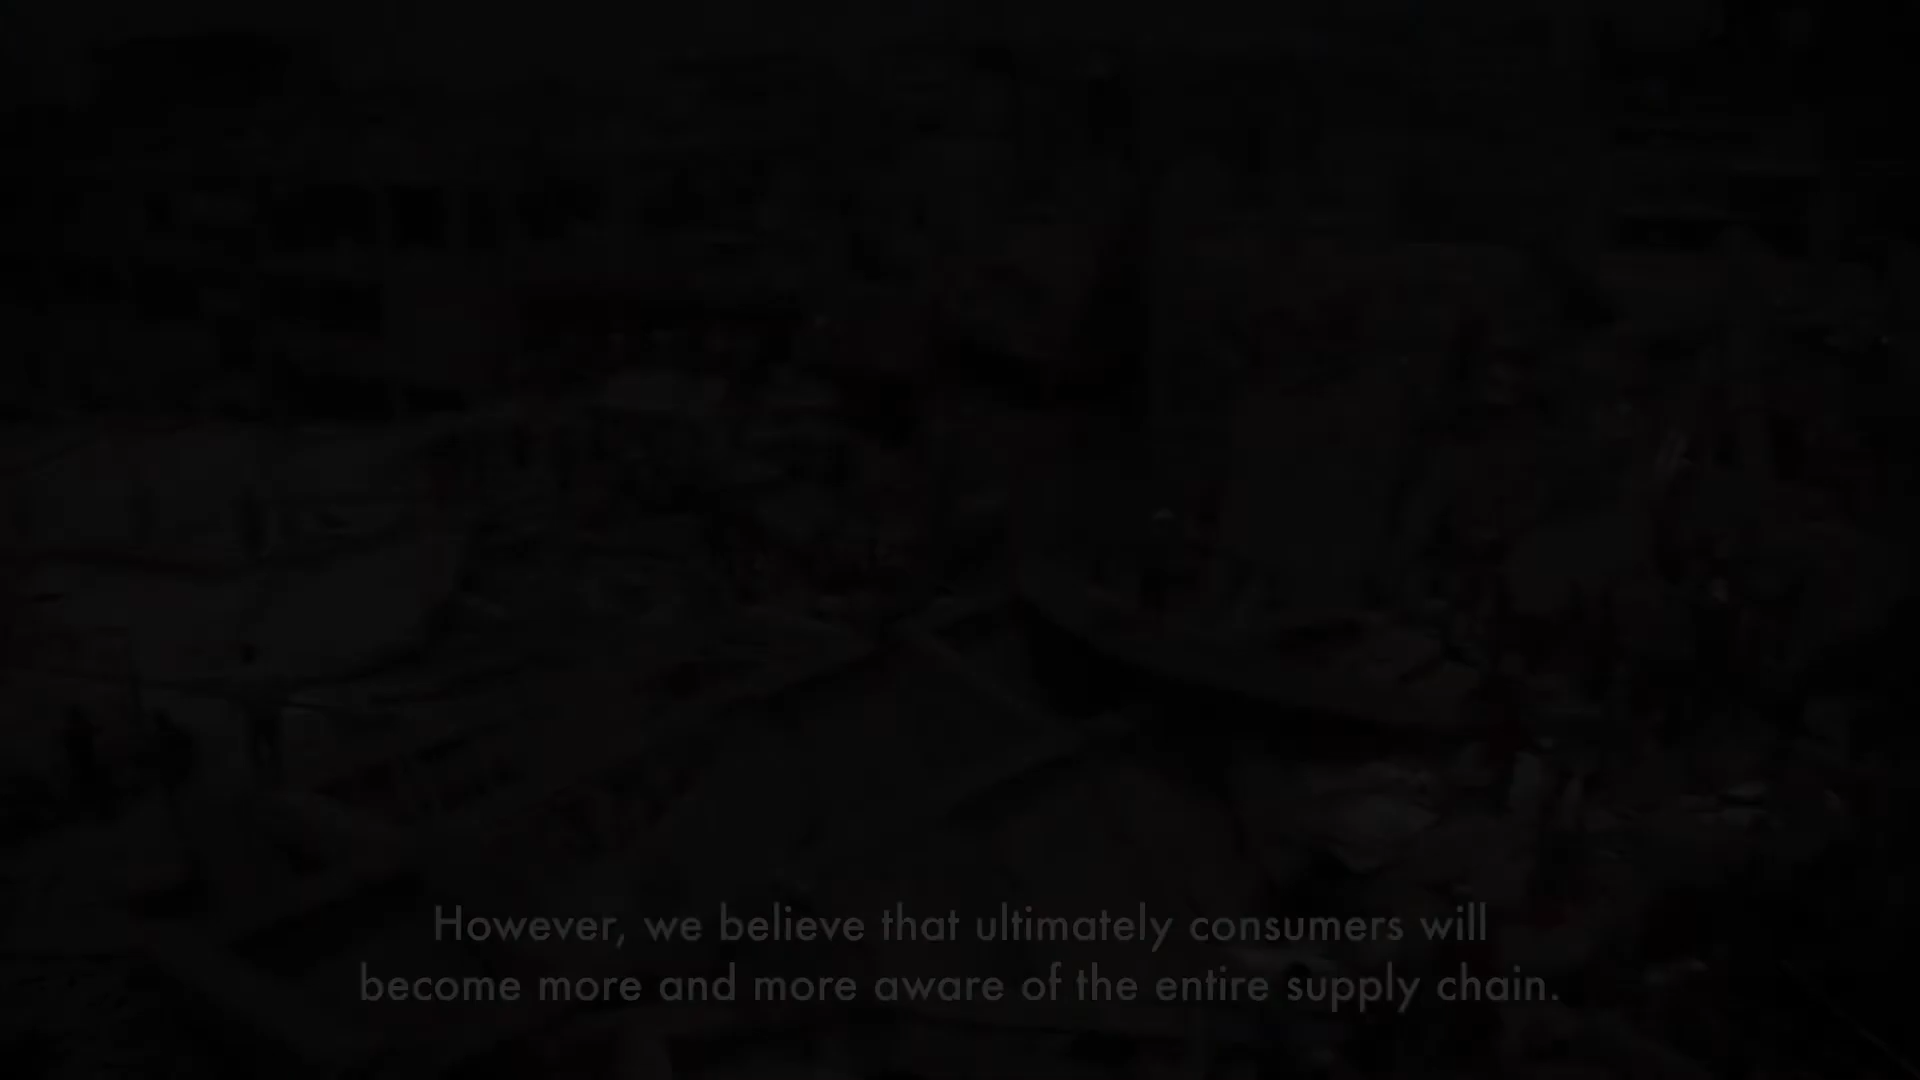 However, we believe that ultimately consumers will
become more and more aware of the entire supply chain.